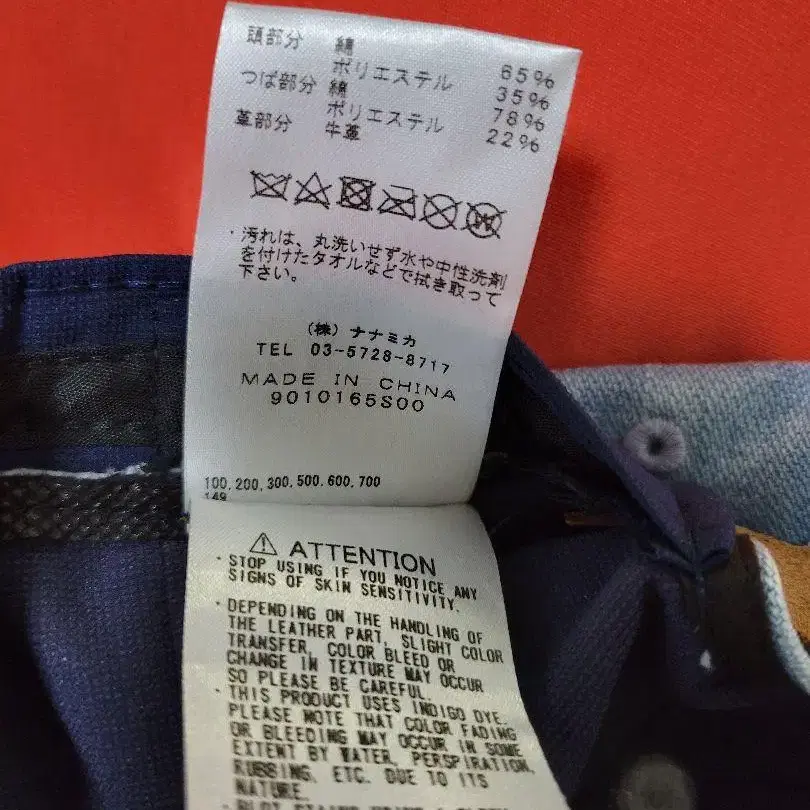 頭部分 綿 65%
ポリエステル 35%
つば部分 綿 78%
ポリエステル 22%
革部分 牛革
・汚れは、丸洗いせず水や中性洗剤
を付けたタオルなどで拭き取って
下さい。
(株) ナナミカ
TEL 03-5728-8717
MADE IN CHINA
9010165S00
100,200,300,500,600,700
149
⚠ ATTENTION
・STOP USING IF YOU NOTICE ANY
SIGNS OF SKIN SENSITIVITY.
・DEPENDING ON THE HANDLING OF
THE LEATHER PART, SLIGHT COLOR
TRANSFER, COLOR BLEED OR
CHANGE IN TEXTURE MAY OCCUR
SO PLEASE BE CAREFUL.
・THIS PRODUCT USES INDIGO DYE.
PLEASE NOTE THAT COLOR FADING
OR BLEEDING MAY OCCUR IN SOME
EXTENT BY WATER, PERSPIRATION,
RUBBING, ETC. DUE TO ITS
NATURE.